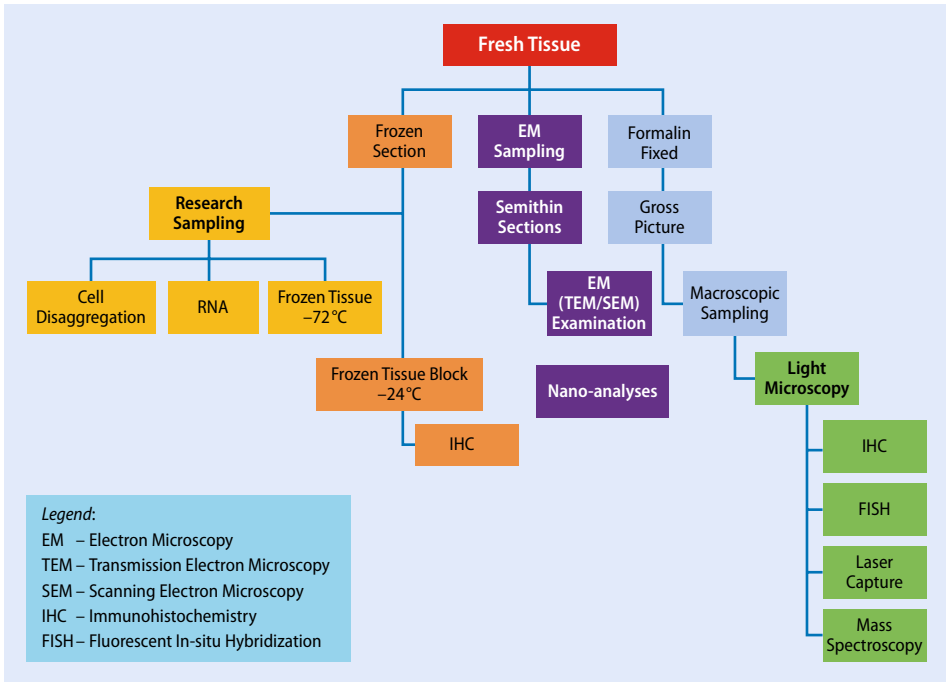 Fresh Tissue
Frozen
Section
EM
Sampling
Formalin
Fixed
Research
Sampling
Semithin
Sections
Gross
Picture
Cell
Disaggregation
RNA
Frozen Tissue
–72 °C
EM
(TEM/SEM)
Examination
Macroscopic
Sampling
Frozen Tissue Block
–24 °C
Nano-analyses
Light
Microscopy
IHC
IHC
FISH
Laser
Capture
Mass
Spectroscopy
Legend:
EM – Electron Microscopy
TEM – Transmission Electron Microscopy
SEM – Scanning Electron Microscopy
IHC – Immunohistochemistry
FISH – Fluorescent In-situ Hybridization